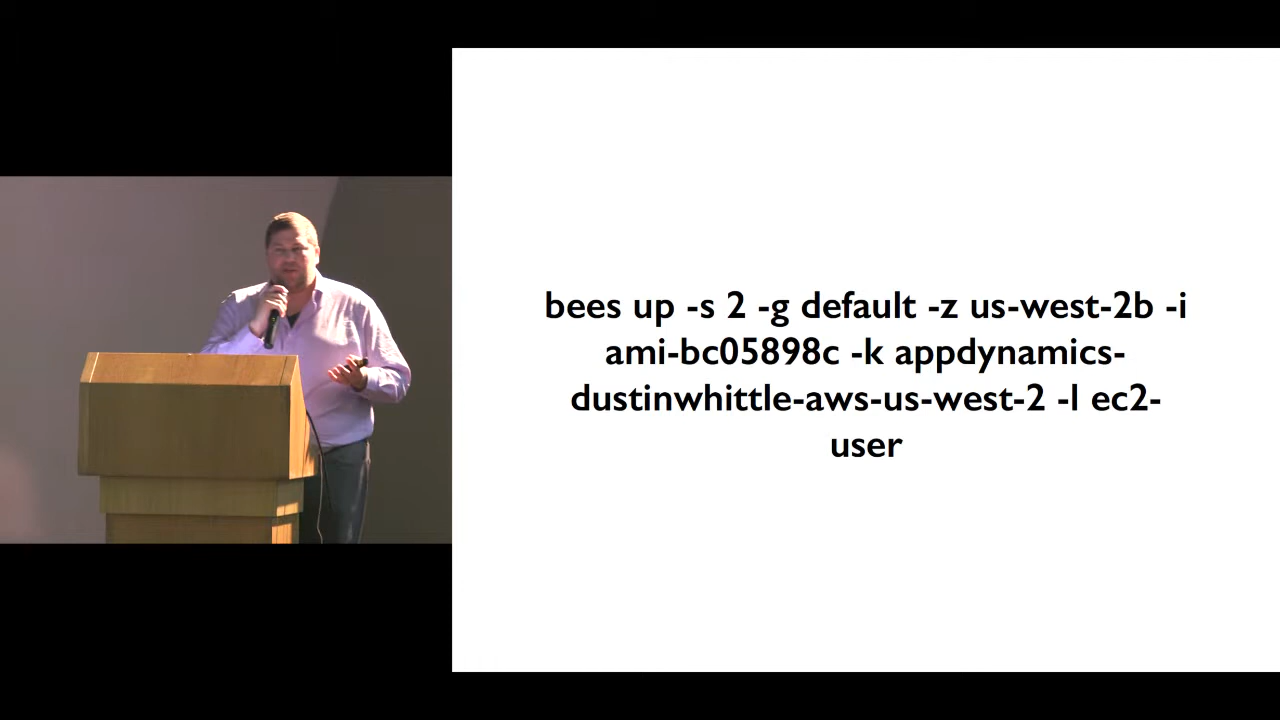 bees up -s 2 -g default -z us-west-2b -i
ami-bc05898c -k appdynamics-
dustinwhittle-aws-us-west-2 -l ec2-
user